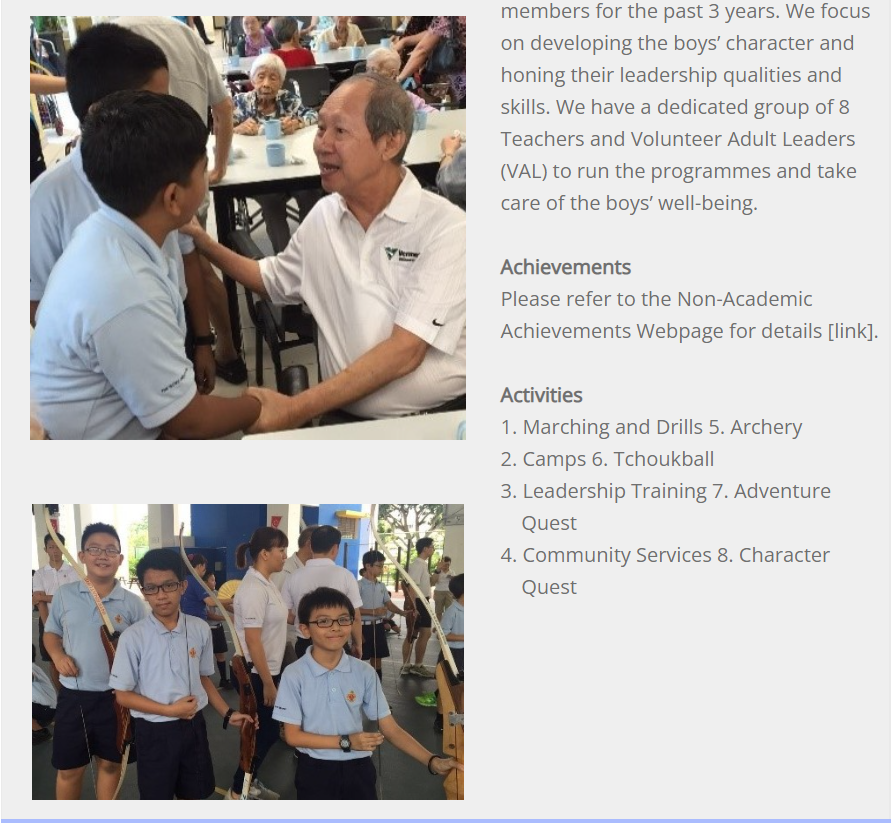 members for the past 3 years. We focus
on developing the boys’ character and
honing their leadership qualities and
skills. We have a dedicated group of 8
Teachers and Volunteer Adult Leaders
(VAL) to run the programmes and take
care of the boys’ well-being.
Achievements
Please refer to the Non-Academic
Achievements Webpage for details [link].
Activities
1. Marching and Drills 5. Archery
2. Camps 6. Tchoukball
3. Leadership Training 7. Adventure
Quest
4. Community Services 8. Character
Quest